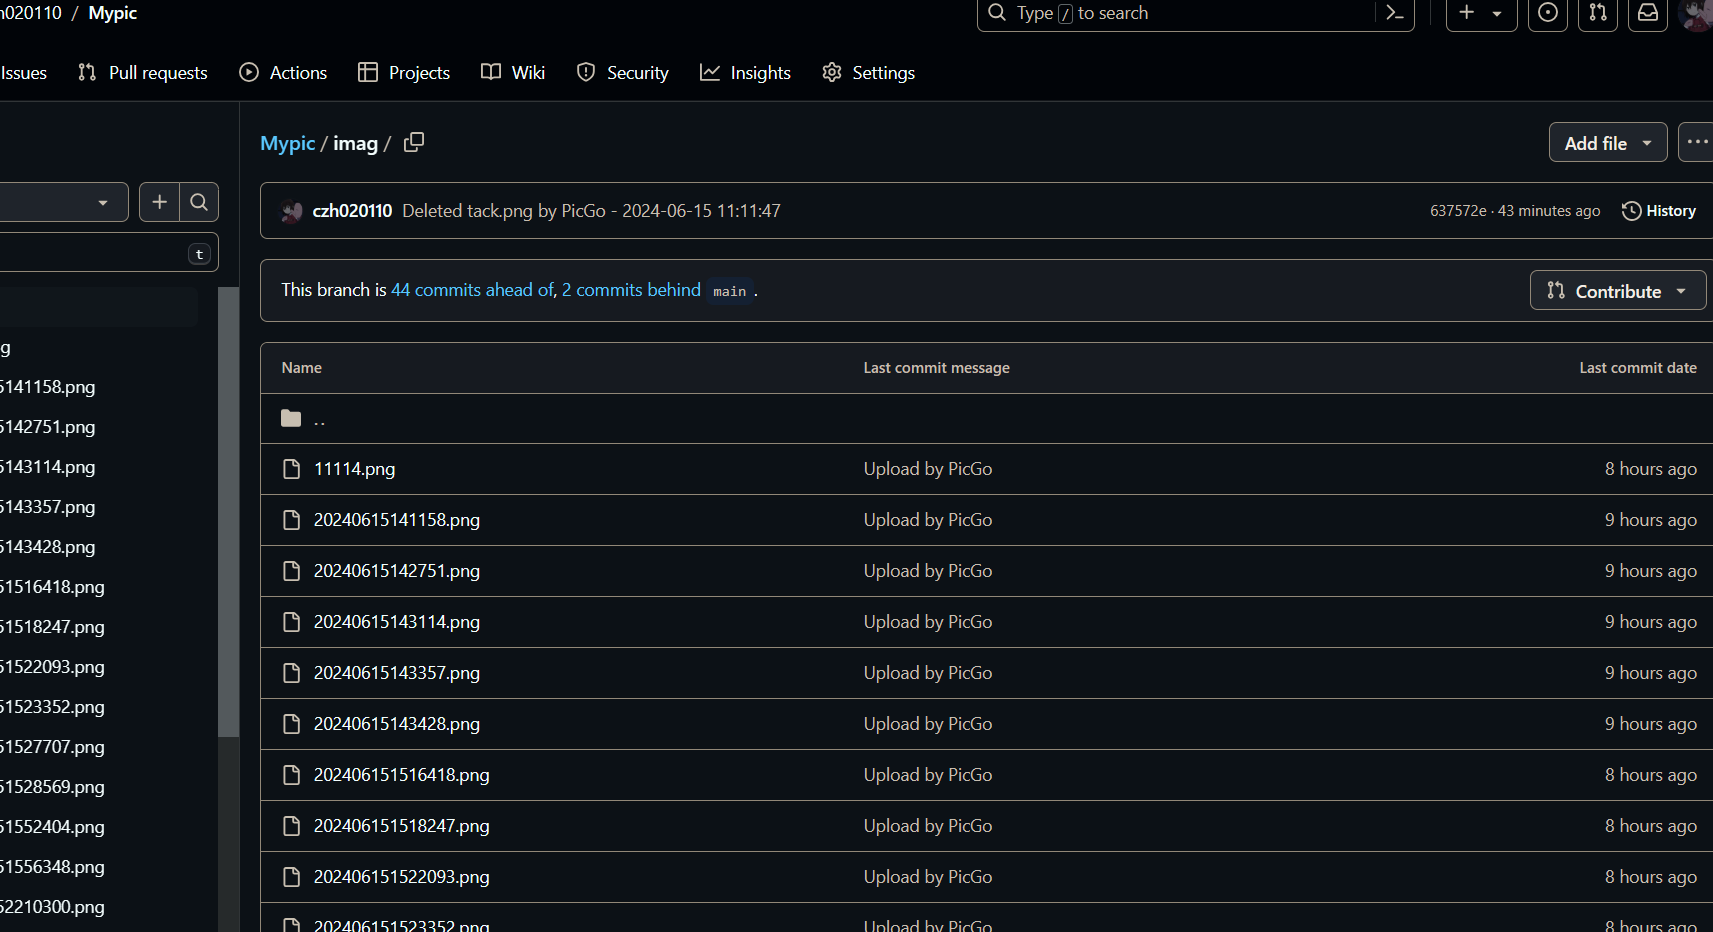 h020110 / Mypic
Type / to search
Issues Pull requests Actions Projects Wiki Security Insights Settings
Mypic / imag /
Add file
t
czh020110 Deleted tack.png by PicGo - 2024-06-15 11:11:47
637572e · 43 minutes ago History
This branch is 44 commits ahead of, 2 commits behind main .
Contribute
g
5141158.png
5142751.png
5143114.png
5143357.png
5143428.png
51516418.png
51518247.png
51522093.png
51523352.png
51527707.png
51528569.png
51552404.png
51556348.png
52210300.png
Name Last commit message Last commit date
..
11114.png Upload by PicGo 8 hours ago
20240615141158.png Upload by PicGo 9 hours ago
20240615142751.png Upload by PicGo 9 hours ago
20240615143114.png Upload by PicGo 9 hours ago
20240615143357.png Upload by PicGo 9 hours ago
20240615143428.png Upload by PicGo 9 hours ago
202406151516418.png Upload by PicGo 8 hours ago
202406151518247.png Upload by PicGo 8 hours ago
202406151522093.png Upload by PicGo 8 hours ago
202406151523352.png Upload by PicGo 8 hours ago